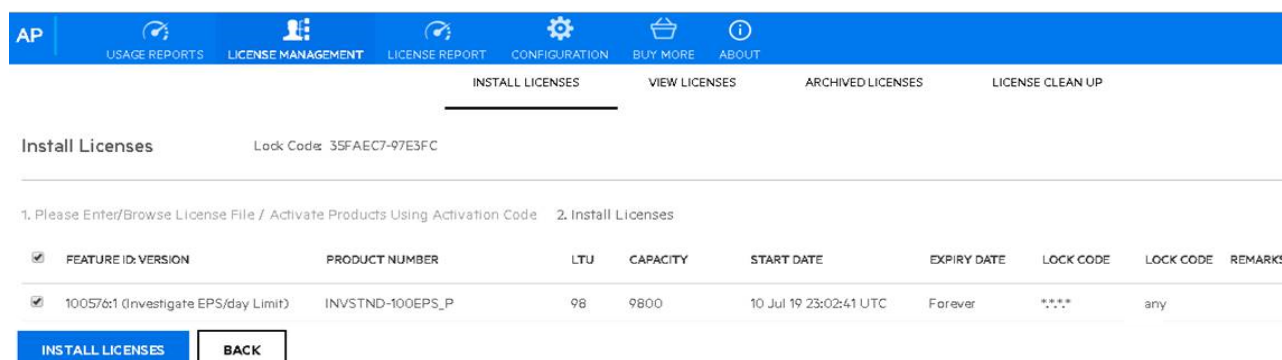 AP
USAGE REPORTS LICENSE MANAGEMENT LICENSE REPORT CONFIGURATION BUY MORE ABOUT
INSTALL LICENSES VIEW LICENSES ARCHIVED LICENSES LICENSE CLEAN UP
Install Licenses Lock Code: 35FAEC7-97E3FC
1. Please Enter/Browse License File / Activate Products Using Activation Code 2. Install Licenses
FEATURE ID: VERSION PRODUCT NUMBER LTU CAPACITY START DATE EXPIRY DATE LOCK CODE LOCK CODE REMARKS
100576:1 (Investigate EPS/day Limit) INVSTND-100EPS_P 98 9800 10 Jul 19 23:02:41 UTC Forever *.*.*.* any
INSTALL LICENSES BACK